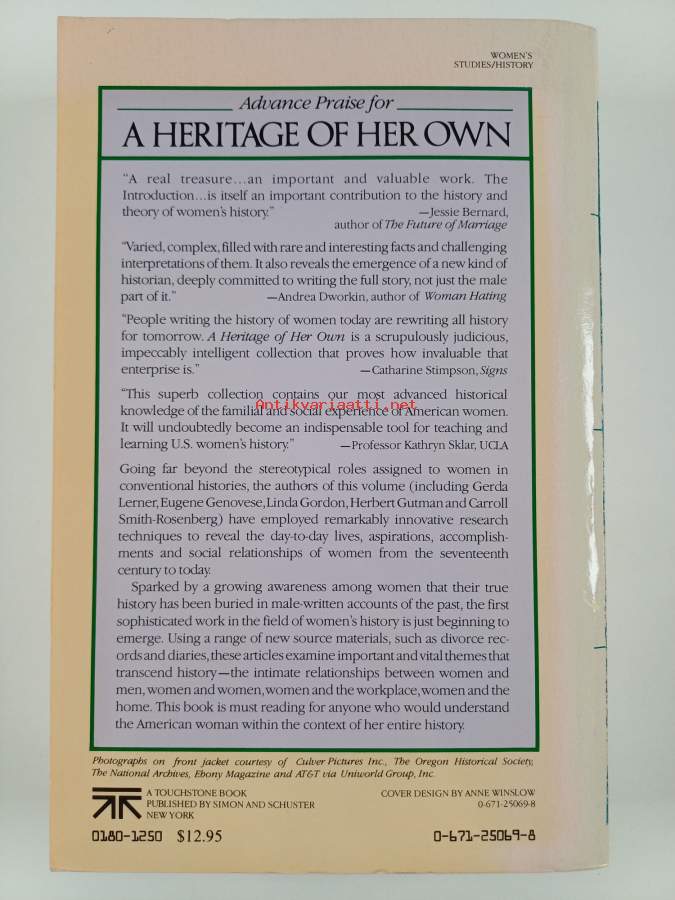 WOMEN'S
STUDIES/HISTORY
Advance Praise for
A HERITAGE OF HER OWN
"A real treasure...an important and valuable work. The
Introduction...is itself an important contribution to the history and
theory of women's history."
—Jessie Bernard,
author of The Future of Marriage
"Varied, complex, filled with rare and interesting facts and challenging
interpretations of them. It also reveals the emergence of a new kind of
historian, deeply committed to writing the full story, not just the male
part of it." —Andrea Dworkin, author of Woman Hating
"People writing the history of women today are rewriting all history
for tomorrow. A Heritage of Her Own is a scrupulously judicious,
impeccably intelligent collection that proves how invaluable that
enterprise is." —Catharine Stimpson, Signs
"This superb collection contains our most advanced historical
Antikvariaatti.net
knowledge of the familial and social experience of American women.
It will undoubtedly become an indispensable tool for teaching and
learning U.S. women's history." —Professor Kathryn Sklar, UCLA
Going far beyond the stereotypical roles assigned to women in
conventional histories, the authors of this volume (including Gerda
Lerner, Eugene Genovese, Linda Gordon, Herbert Gutman and Carroll
Smith-Rosenberg) have employed remarkably innovative research
techniques to reveal the day-to-day lives, aspirations, accomplish-
ments and social relationships of women from the seventeenth
century to today.
Sparked by a growing awareness among women that their true
history has been buried in male-written accounts of the past, the first
sophisticated work in the field of women's history is just beginning to
emerge. Using a range of new source materials, such as divorce rec-
ords and diaries, these articles examine important and vital themes that
transcend history—the intimate relationships between women and
men, women and women, women and the workplace, women and the
home. This book is must reading for anyone who would understand
the American woman within the context of her entire history.
Photographs on front jacket courtesy of Culver Pictures Inc., The Oregon Historical Society,
The National Archives, Ebony Magazine and AT&T via Uniworld Group, Inc.
A TOUCHSTONE BOOK
PUBLISHED BY SIMON AND SCHUSTER
NEW YORK
COVER DESIGN BY ANNE WINSLOW
0-671-25069-8
0180-1250 $12.95
0-671-25069-8